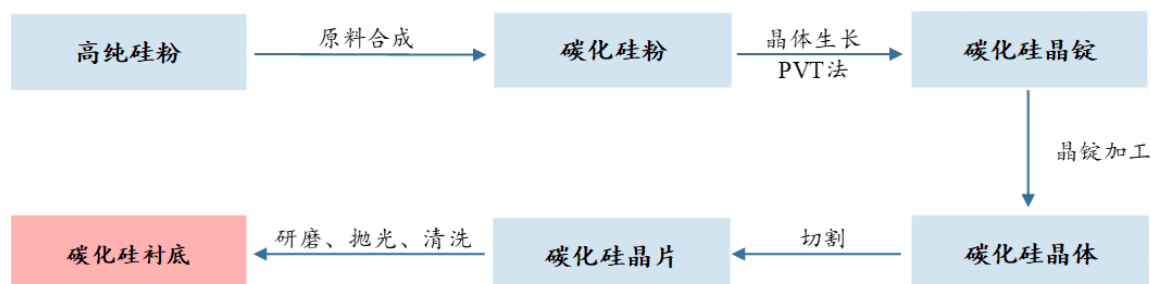 高纯硅粉
原料合成
碳化硅粉
晶体生长
PVT法
碳化硅晶锭
晶锭加工
碳化硅晶体
切割
碳化硅晶片
研磨、抛光、清洗
碳化硅衬底